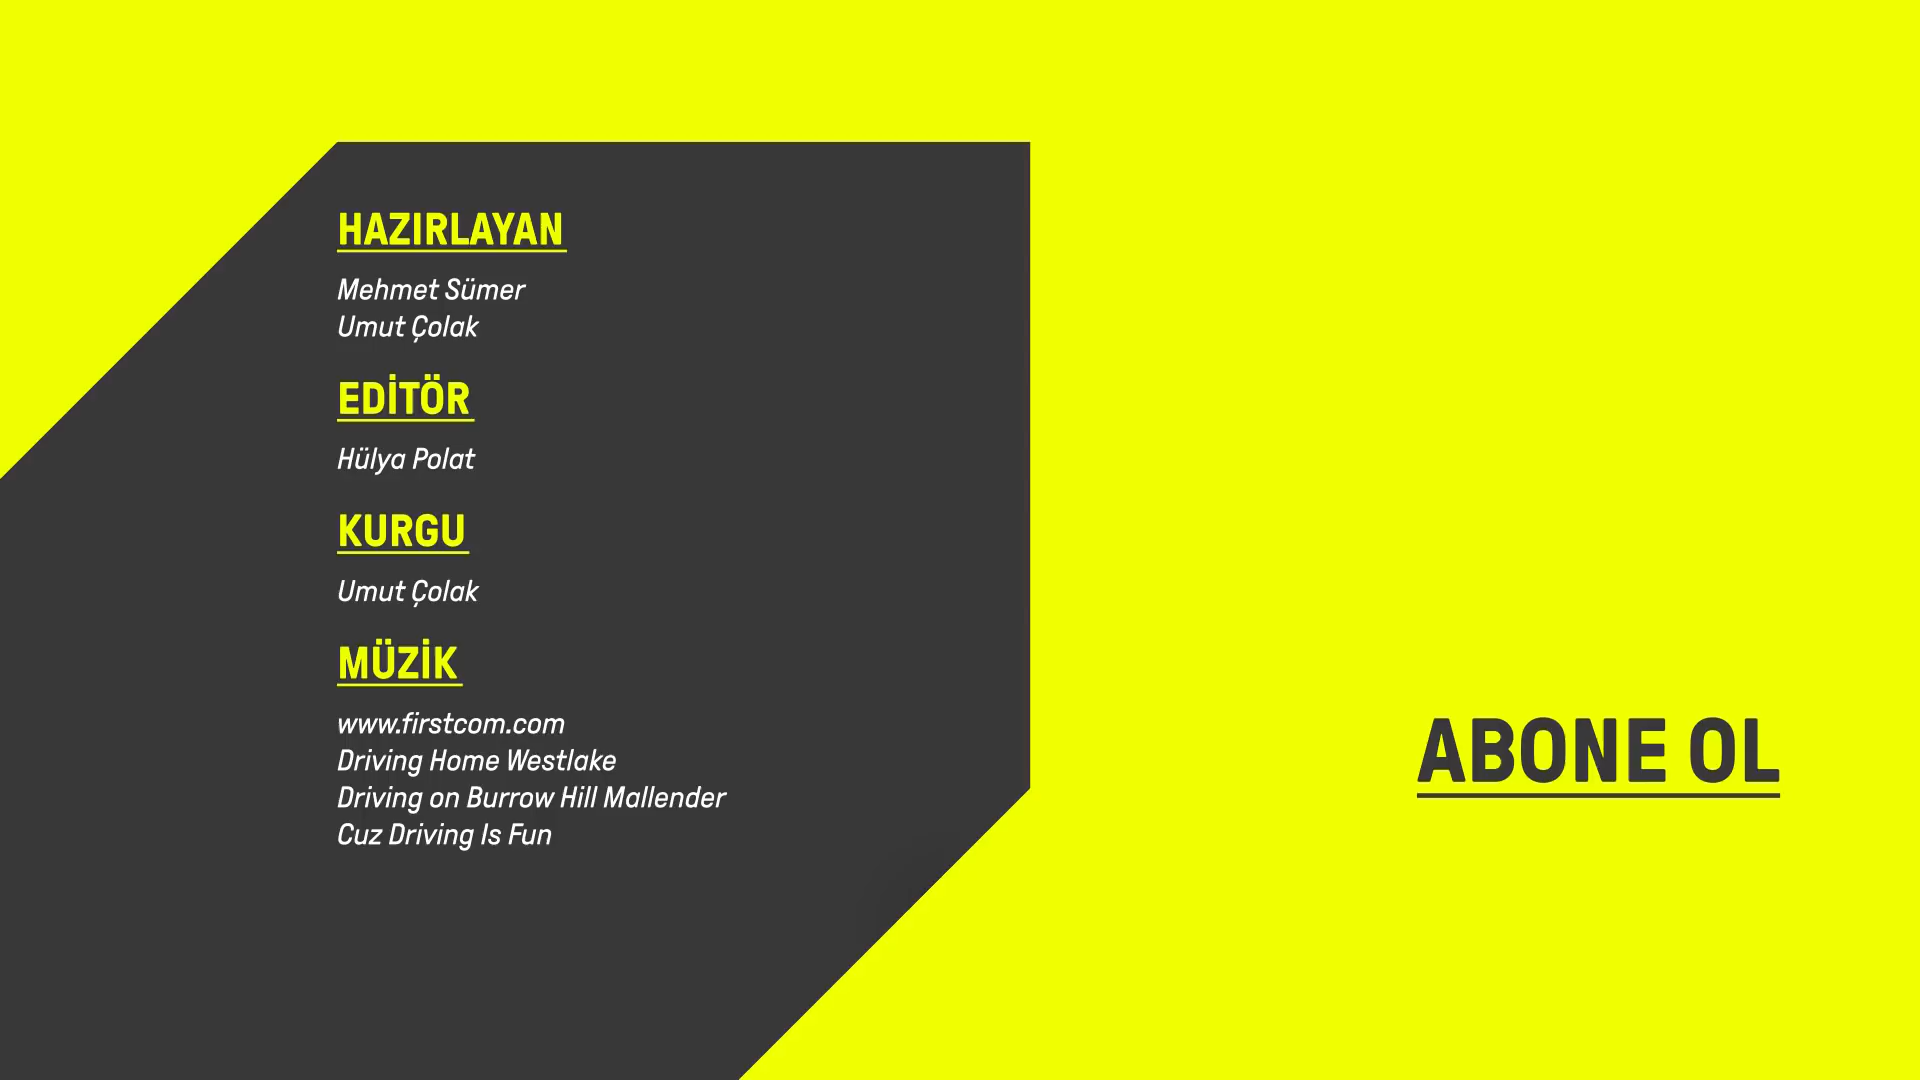 HAZIRLAYAN
Mehmet Sümer
Umut Çolak
EDİTÖR
Hülya Polat
KURGU
Umut Çolak
MÜZİK
www.firstcom.com
Driving Home Westlake
Driving on Burrow Hill Mallender
Cuz Driving Is Fun
ABONE OL